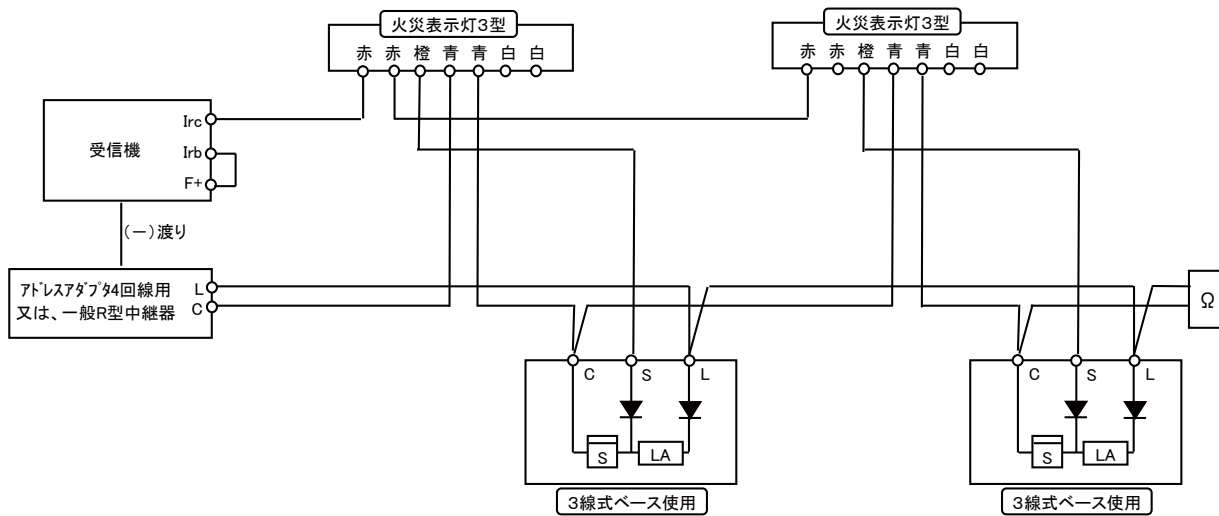 火災表示灯3型
赤 赤 橙 青 青 白 白
火災表示灯3型
赤 赤 橙 青 青 白 白
受信機
Irc
Irb
F+
(ー)渡り
アドレスアダプタ4回線用
又は、一般R型中継器
L
C
Ω
C S L
S LA
3線式ベース使用
C S L
S LA
3線式ベース使用